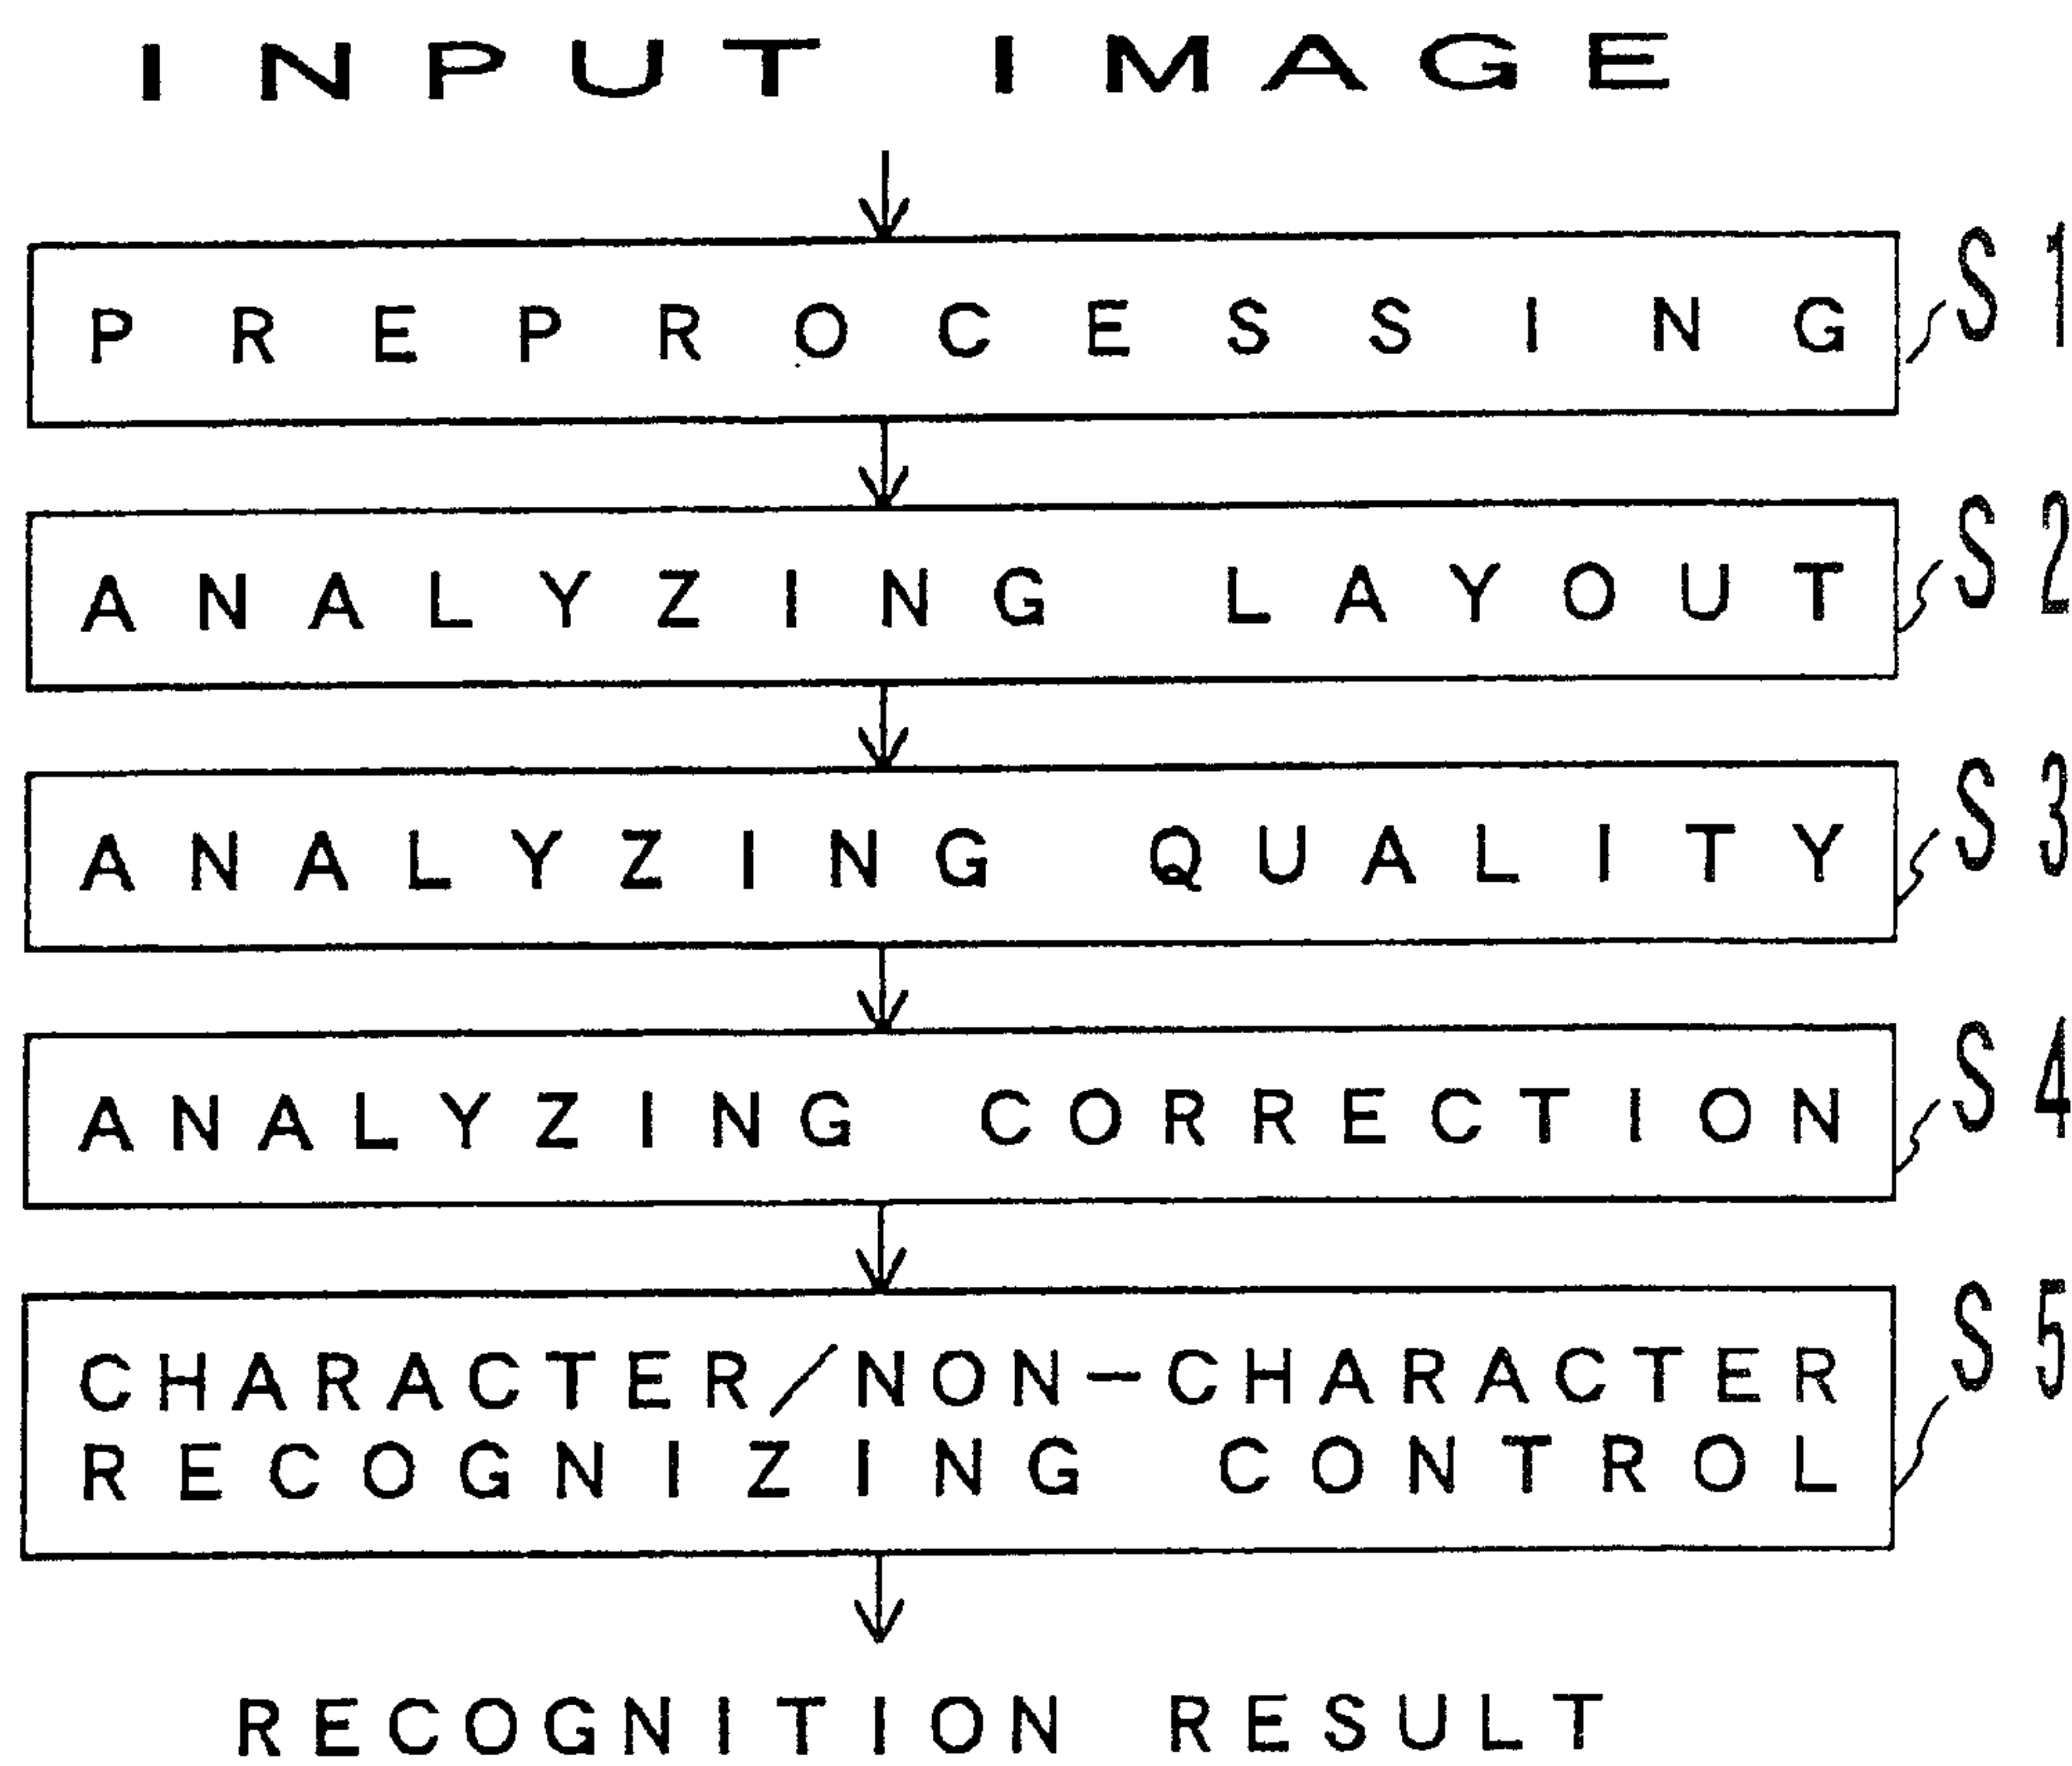 INPUT IMAGE
PREPROCESSING S1
ANALYZING LAYOUT S2
ANALYZING QUALITY S3
ANALYZING CORRECTION S4
CHARACTER/NON-CHARACTER S5
RECOGNIZING CONTROL
RECOGNITION RESULT